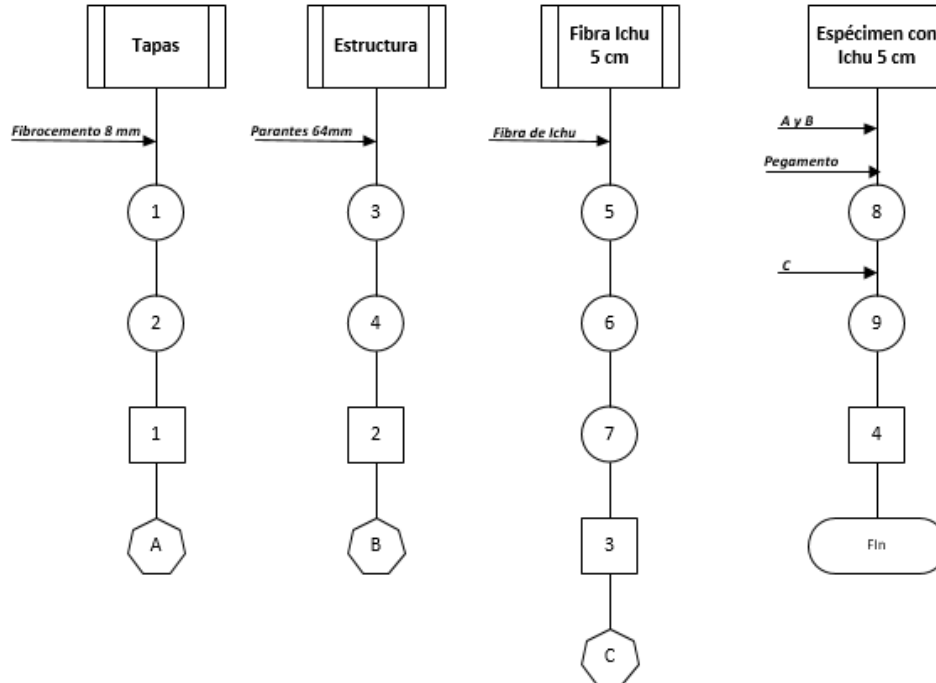 Tapas
Fibrocemento 8 mm
1
2
1
A
Estructura
Parantes 64mm
3
4
2
B
Fibra Ichu
5 cm
Fibra de Ichu
5
6
7
3
C
Espécimen con
Ichu 5 cm
A y B
Pegamento
8
C
9
4
Fin